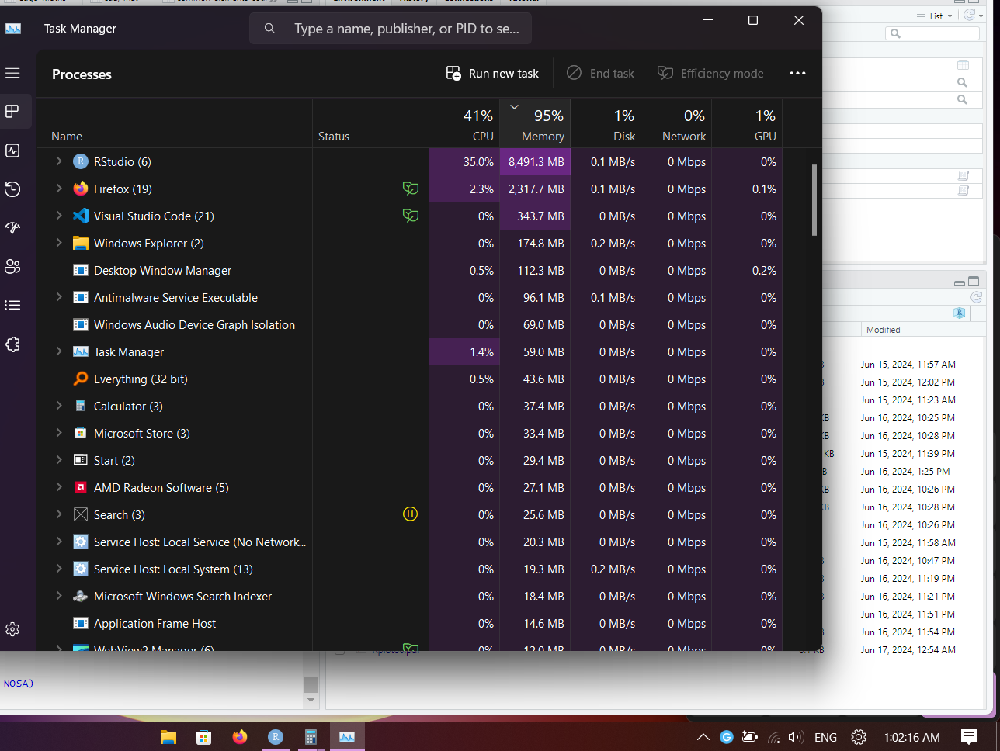 Task Manager
Type a name, publisher, or PID to se...
List
Processes
Run new task
End task
Efficiency mode
41% 95% 1% 0% 1%
Name Status CPU Memory Disk Network GPU
RStudio (6) 35.0% 8,491.3 MB 0.1 MB/s 0 Mbps 0%
Firefox (19) 2.3% 2,317.7 MB 0.1 MB/s 0 Mbps 0.1%
Visual Studio Code (21) 0% 343.7 MB 0 MB/s 0 Mbps 0%
Windows Explorer (2) 0% 174.8 MB 0.2 MB/s 0 Mbps 0%
Desktop Window Manager 0.5% 112.3 MB 0 MB/s 0 Mbps 0.2%
Antimalware Service Executable 0% 96.1 MB 0.1 MB/s 0 Mbps 0%
Windows Audio Device Graph Isolation 0% 69.0 MB 0 MB/s 0 Mbps 0%
Task Manager 1.4% 59.0 MB 0 MB/s 0 Mbps 0%
Everything (32 bit) 0.5% 43.6 MB 0 MB/s 0 Mbps 0%
Calculator (3) 0% 37.4 MB 0 MB/s 0 Mbps 0%
Microsoft Store (3) 0% 33.4 MB 0 MB/s 0 Mbps 0%
Start (2) 0% 29.4 MB 0 MB/s 0 Mbps 0%
AMD Radeon Software (5) 0% 27.1 MB 0 MB/s 0 Mbps 0%
Search (3) 0% 25.6 MB 0 MB/s 0 Mbps 0%
Service Host: Local Service (No Network... 0% 20.3 MB 0 MB/s 0 Mbps 0%
Service Host: Local System (13) 0% 19.3 MB 0.2 MB/s 0 Mbps 0%
Microsoft Windows Search Indexer 0% 18.4 MB 0 MB/s 0 Mbps 0%
Application Frame Host 0% 14.6 MB 0 MB/s 0 Mbps 0%
WebView2 Manager (6) 0% 12.0 MB 0 MB/s 0 Mbps 0%
Modified
Jun 15, 2024, 11:57 AM
Jun 15, 2024, 12:02 PM
Jun 15, 2024, 11:23 AM
KB Jun 16, 2024, 10:25 PM
KB Jun 16, 2024, 10:28 PM
KB Jun 15, 2024, 11:39 PM
B Jun 16, 2024, 1:25 PM
KB Jun 16, 2024, 10:26 PM
KB Jun 16, 2024, 10:28 PM
Jun 16, 2024, 10:26 PM
Jun 15, 2024, 11:58 AM
Jun 16, 2024, 10:47 PM
Jun 16, 2024, 11:19 PM
Jun 16, 2024, 11:21 PM
Jun 16, 2024, 11:51 PM
Jun 16, 2024, 11:54 PM
Jun 17, 2024, 12:54 AM
_NOSA)
ENG
1:02:16 AM